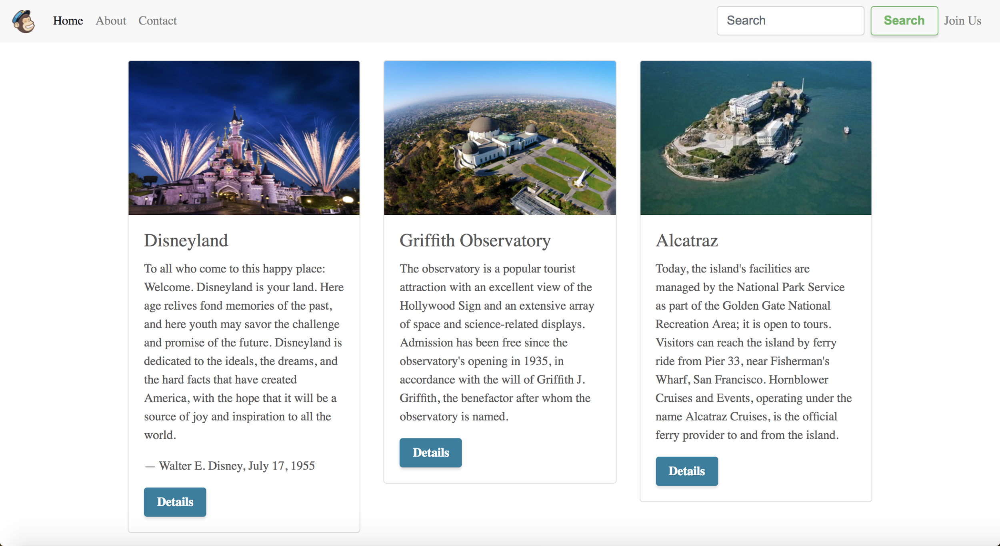 Home About Contact Search Search Join Us
Disneyland
To all who come to this happy place:
Welcome. Disneyland is your land. Here
age relives fond memories of the past,
and here youth may savor the challenge
and promise of the future. Disneyland is
dedicated to the ideals, the dreams, and
the hard facts that have created
America, with the hope that it will be a
source of joy and inspiration to all the
world.
— Walter E. Disney, July 17, 1955
Details
Griffith Observatory
The observatory is a popular tourist
attraction with an excellent view of the
Hollywood Sign and an extensive array
of space and science-related displays.
Admission has been free since the
observatory's opening in 1935, in
accordance with the will of Griffith J.
Griffith, the benefactor after whom the
observatory is named.
Details
Alcatraz
Today, the island's facilities are
managed by the National Park Service
as part of the Golden Gate National
Recreation Area; it is open to tours.
Visitors can reach the island by ferry
ride from Pier 33, near Fisherman's
Wharf, San Francisco. Hornblower
Cruises and Events, operating under the
name Alcatraz Cruises, is the official
ferry provider to and from the island.
Details